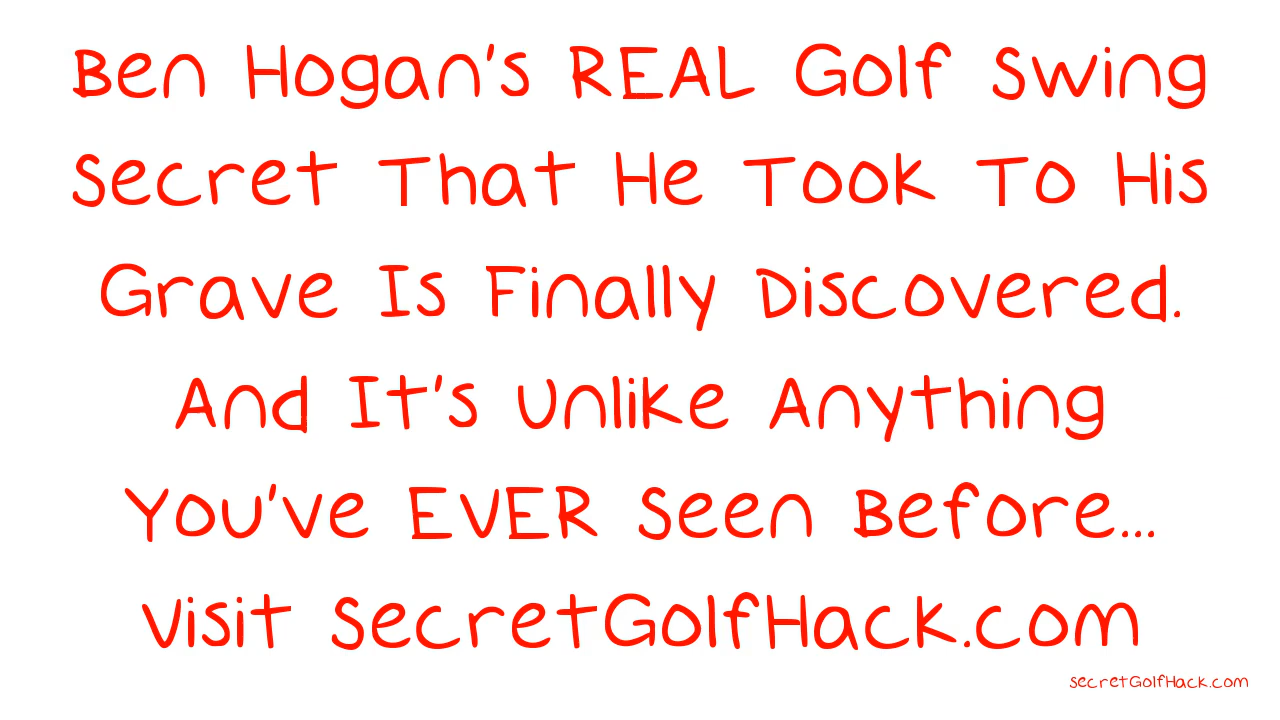 Ben Hogan's REAL Golf Swing
Secret That He Took To His
Grave Is Finally Discovered.
And It's Unlike Anything
You've EVER Seen Before...
Visit SecretGolfHack.com
secretGolfHack.com